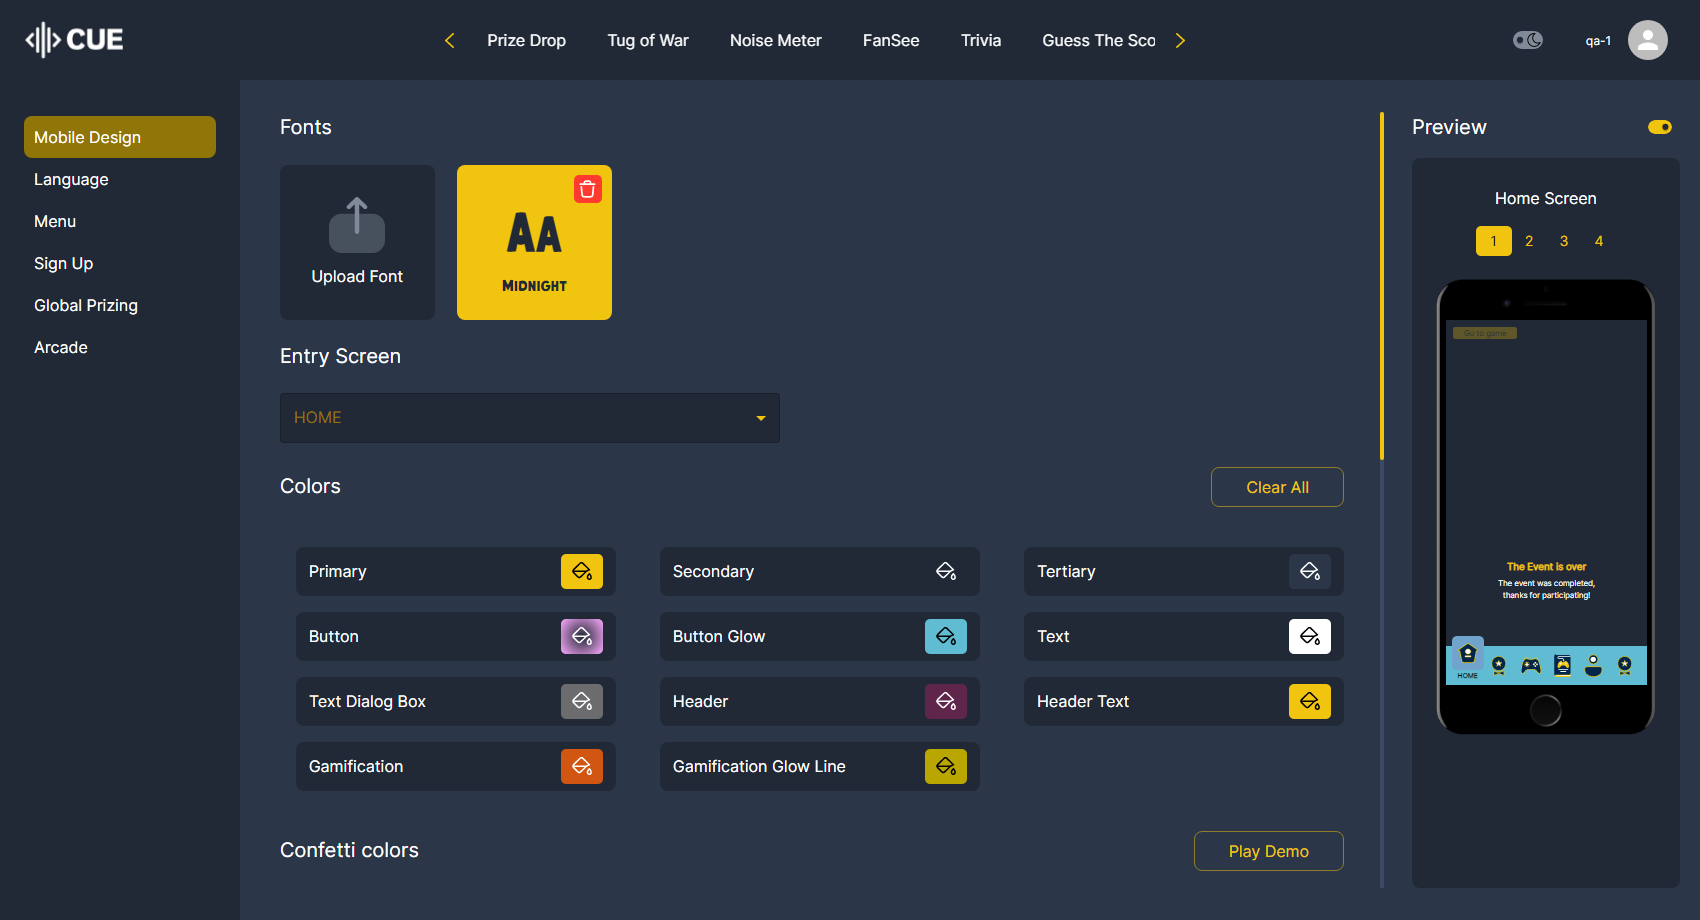 CUE
Prize Drop
Tug of War
Noise Meter
FanSee
Trivia
Guess The Sco
qa-1
Mobile Design
Language
Menu
Sign Up
Global Prizing
Arcade
Fonts
Upload Font
AA
MIDNIGHT
Entry Screen
HOME
Colors
Clear All
Primary
Secondary
Tertiary
Button
Button Glow
Text
Text Dialog Box
Header
Header Text
Gamification
Gamification Glow Line
Confetti colors
Play Demo
Preview
Home Screen
1 2 3 4
Go to game
The Event is over
The event was completed,
thanks for participating!
HOME